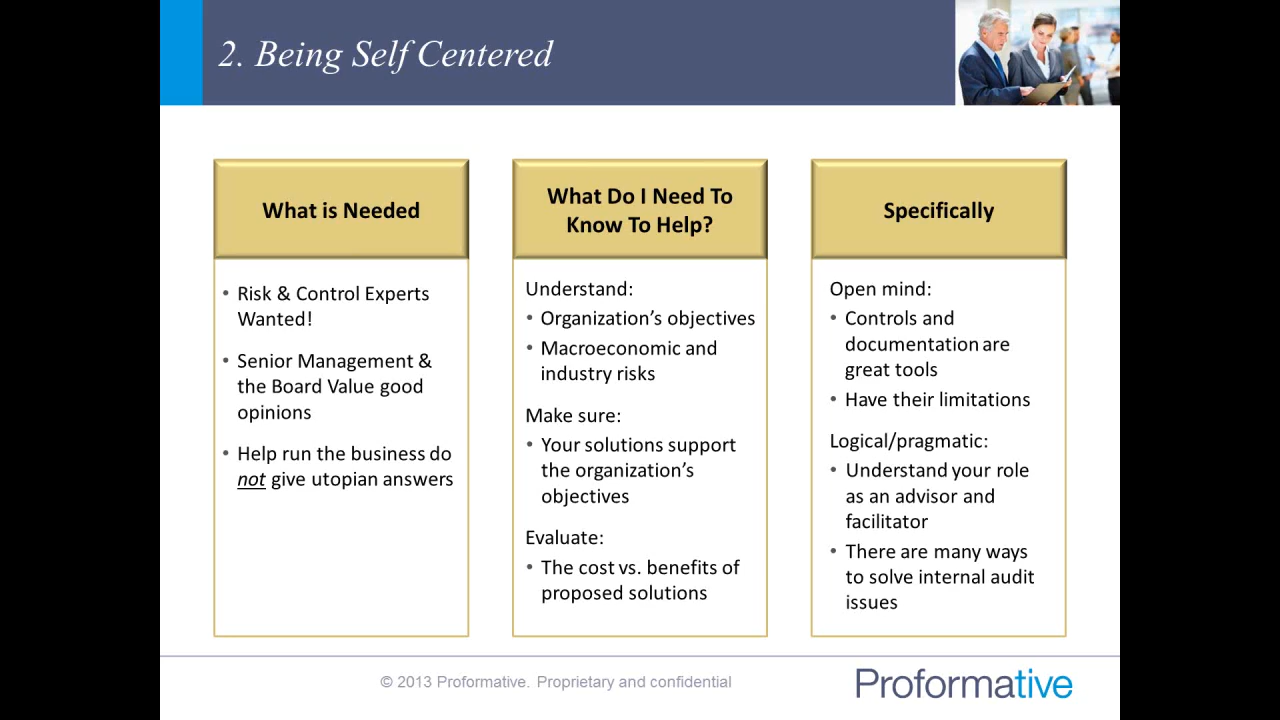 2. Being Self Centered
What is Needed
• Risk & Control Experts
Wanted!
• Senior Management &
the Board Value good
opinions
• Help run the business do
not give utopian answers
What Do I Need To
Know To Help?
Understand:
• Organization's objectives
• Macroeconomic and
industry risks
Make sure:
• Your solutions support
the organization's
objectives
Evaluate:
• The cost vs. benefits of
proposed solutions
Specifically
Open mind:
• Controls and
documentation are
great tools
• Have their limitations
Logical/pragmatic:
• Understand your role
as an advisor and
facilitator
• There are many ways
to solve internal audit
issues
© 2013 Proformative. Proprietary and confidential
Proformative